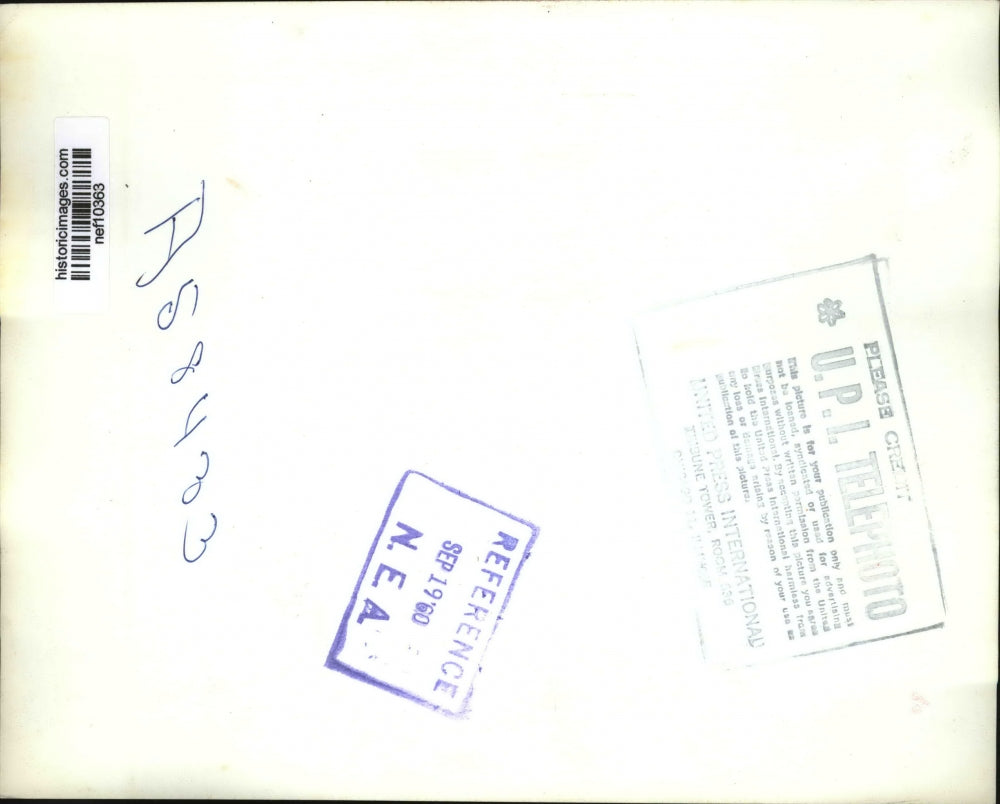 historicimages.com
nef10363
REFERENCE
SEP 19 '60
N. E A
PLEASE CREDIT
* U.P.I. TELEPHOTO
This picture is for your publication only and must
not be loaned, syndicated or used for advertising
purposes without written permission from the United
Press International. By accepting this picture you agree
to hold the United Press International harmless from
any loss or damage arising by reason of your use or
publication of this picture.
UNITED PRESS INTERNATIONAL
TRIBUNE TOWER, ROOM